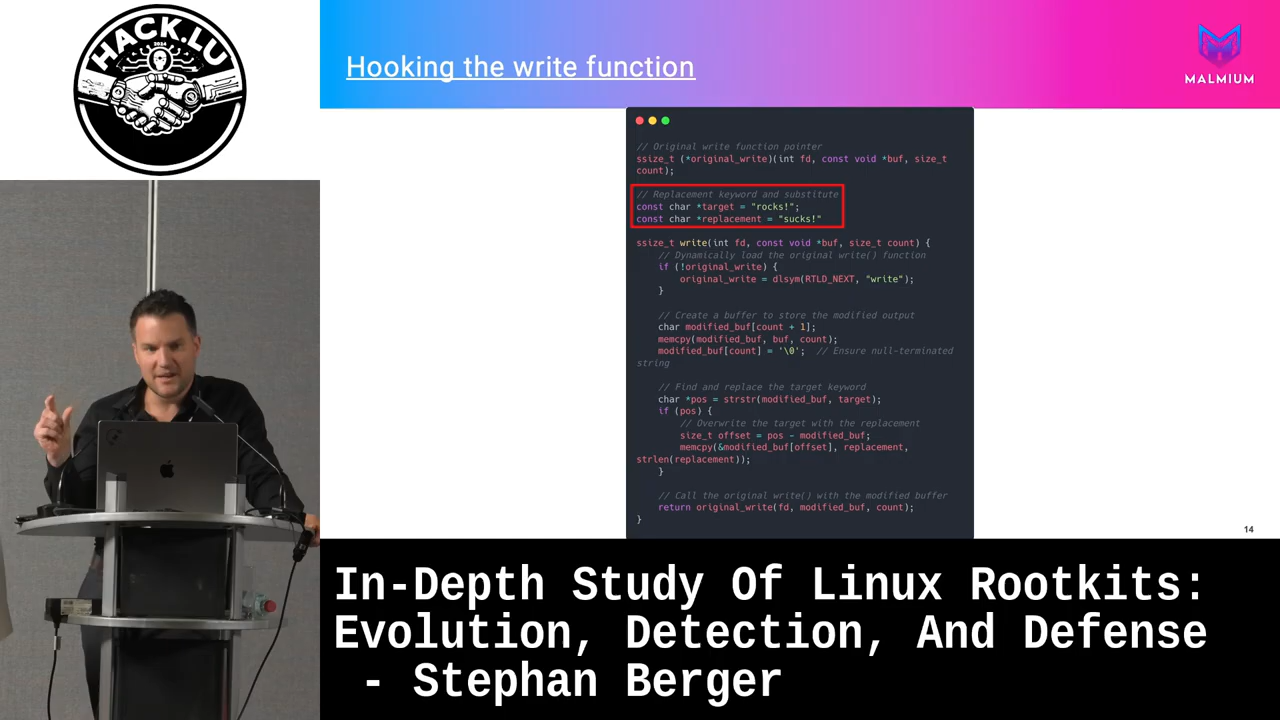 HACK.LU
2024
Hooking the write function
MALMIUM
// Original write function pointer
ssize_t (*original_write)(int fd, const void *buf, size_t
count);
// Replacement keyword and substitute
const char *target = "rocks!";
const char *replacement = "sucks!"
ssize_t write(int fd, const void *buf, size_t count) {
    // Dynamically load the original write() function
    if (!original_write) {
        original_write = dlsym(RTLD_NEXT, "write");
    }
    // Create a buffer to store the modified output
    char modified_buf[count + 1];
    memcpy(modified_buf, buf, count);
    modified_buf[count] = '\0';  // Ensure null-terminated
string
    // Find and replace the target keyword
    char *pos = strstr(modified_buf, target);
    if (pos) {
        // Overwrite the target with the replacement
        size_t offset = pos - modified_buf;
        memcpy(&modified_buf[offset], replacement,
strlen(replacement));
    }
    // Call the original write() with the modified buffer
    return original_write(fd, modified_buf, count);
}
14
In-Depth Study Of Linux Rootkits:
Evolution, Detection, And Defense
- Stephan Berger